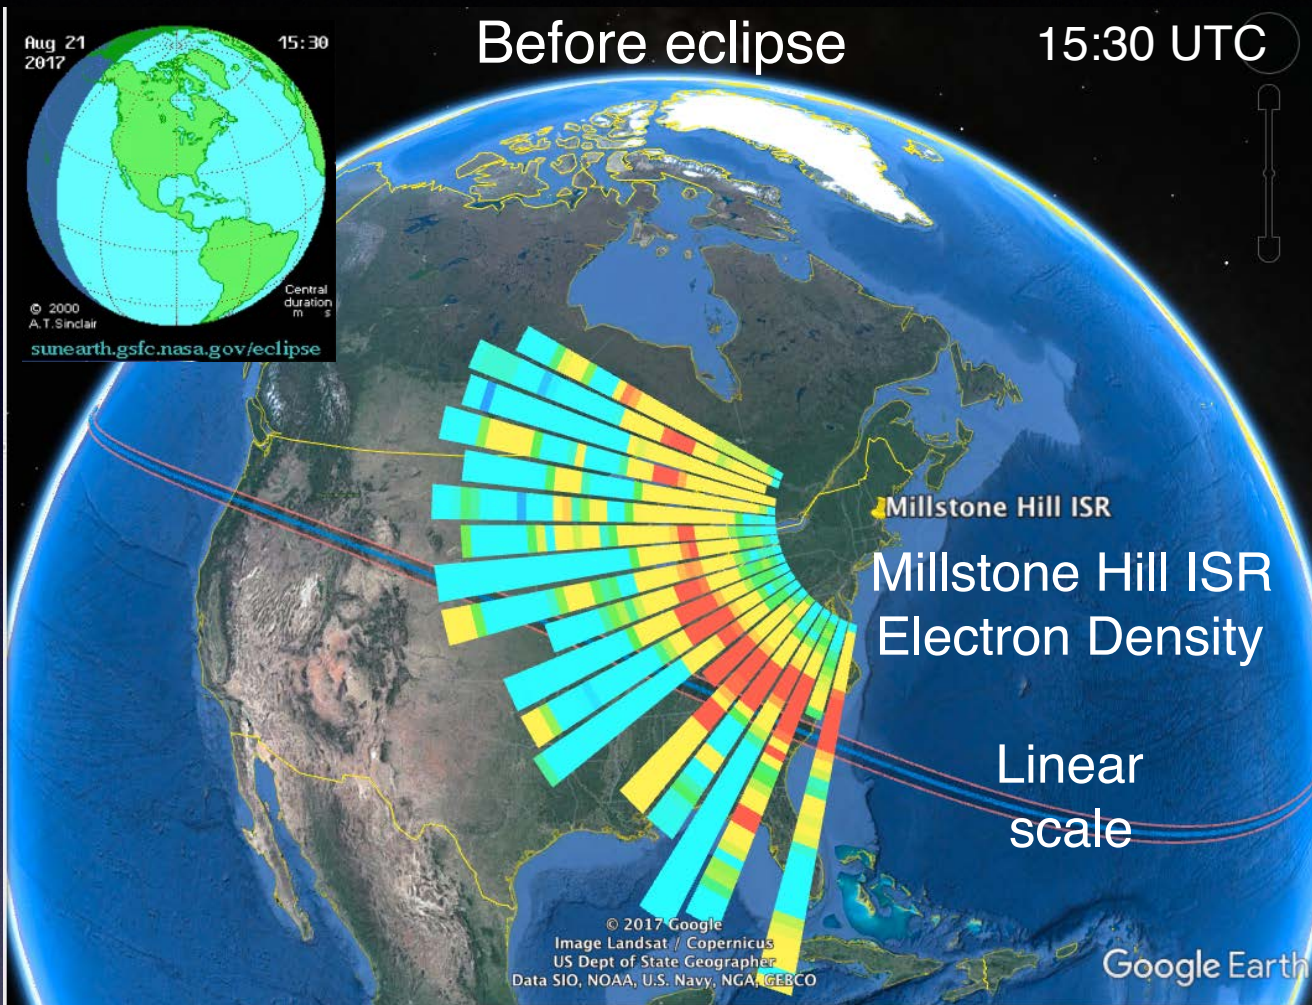 Aug 21 15:30
2017
Before eclipse
15:30 UTC
© 2000
A.T.Sinclair
Central
duration
m s
sunearth.gsfc.nasa.gov/eclipse
Millstone Hill ISR
Millstone Hill ISR
Electron Density
Linear
scale
© 2017 Google
Image Landsat / Copernicus
US Dept of State Geographer
Data SIO, NOAA, U.S. Navy, NGA, GEBCO
Google Earth